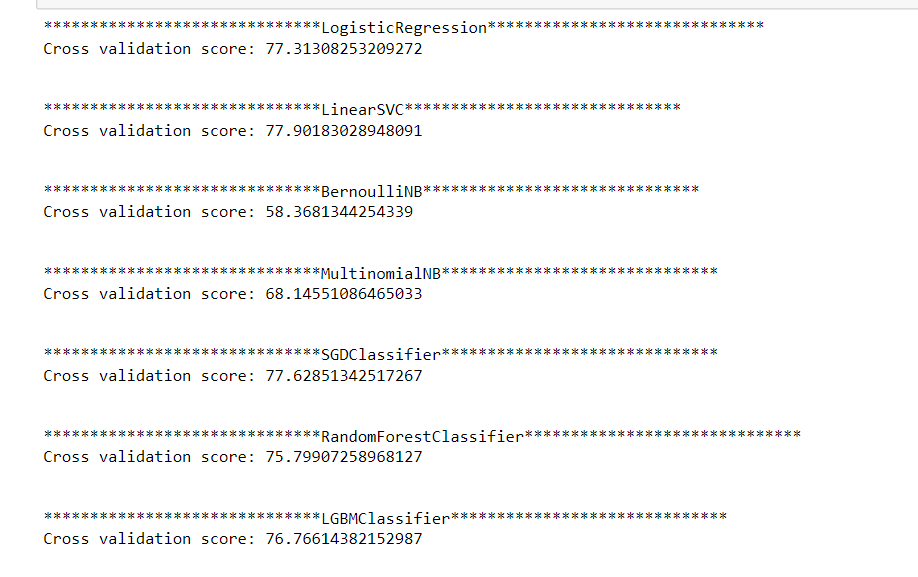 ******************************LogisticRegression******************************
Cross validation score: 77.31308253209272
******************************LinearSVC******************************
Cross validation score: 77.90183028948091
******************************BernoulliNB******************************
Cross validation score: 58.3681344254339
******************************MultinomialNB******************************
Cross validation score: 68.14551086465033
******************************SGDClassifier******************************
Cross validation score: 77.62851342517267
******************************RandomForestClassifier******************************
Cross validation score: 75.79907258968127
******************************LGBMClassifier******************************
Cross validation score: 76.76614382152987